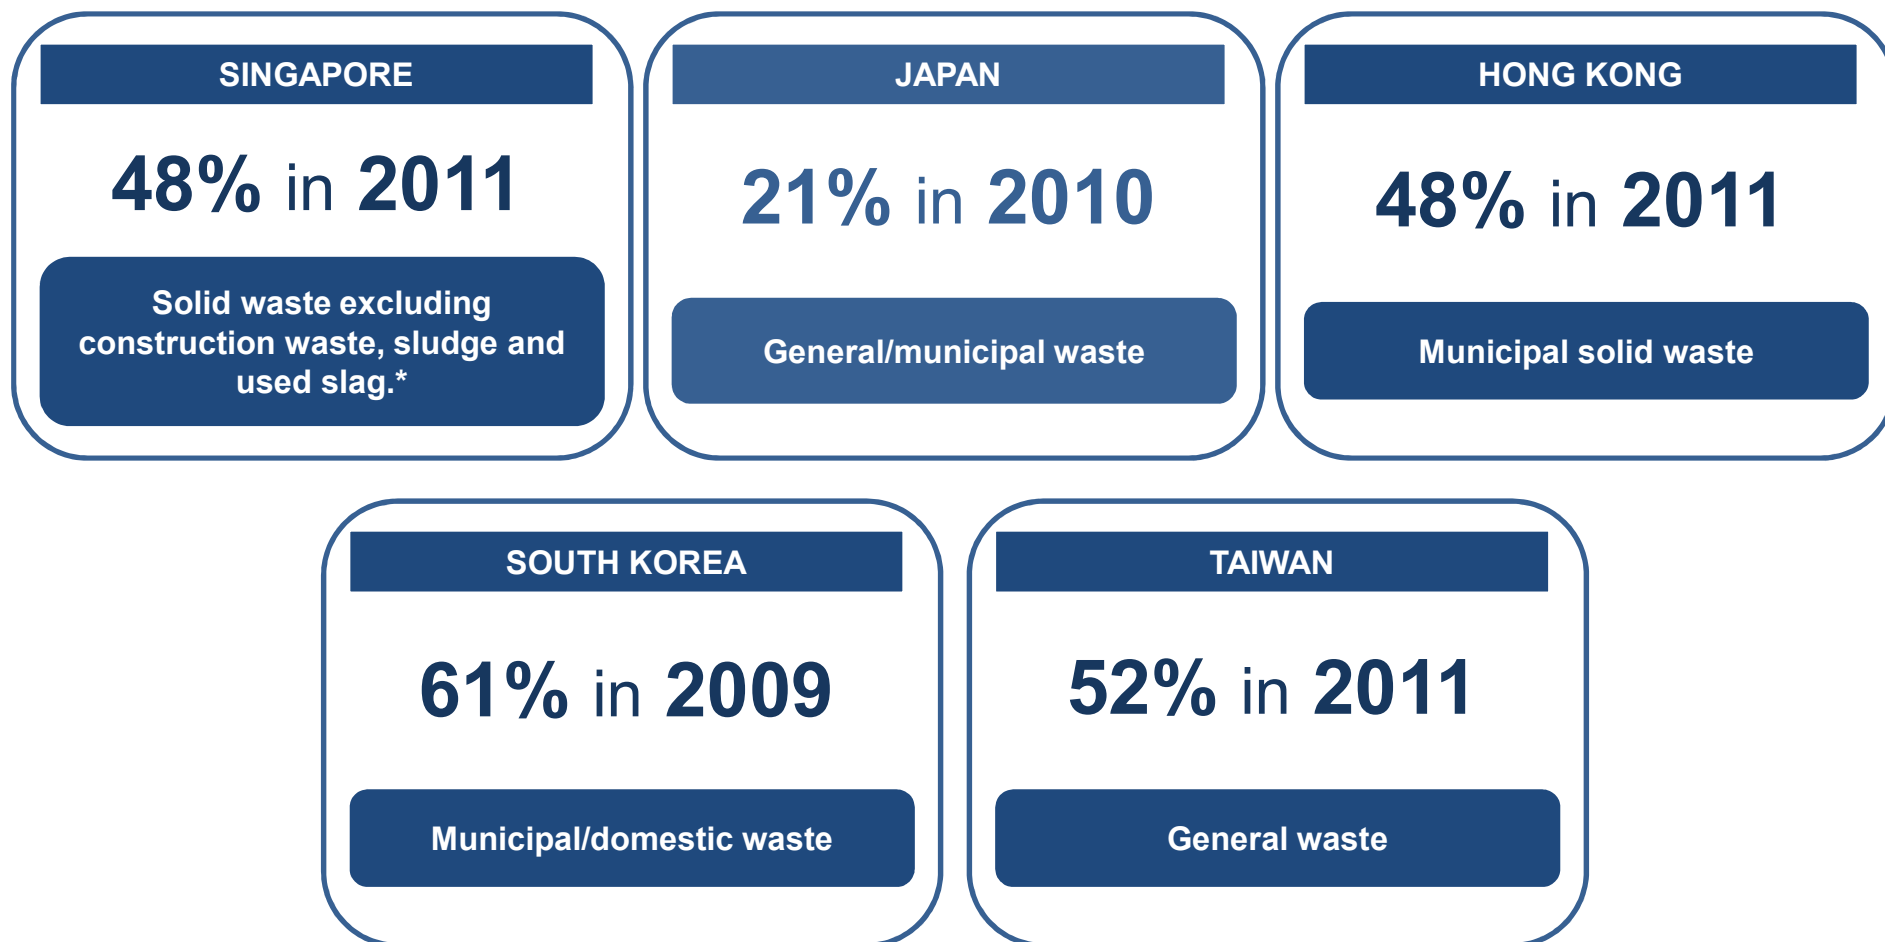 SINGAPORE
48% in 2011
Solid waste excluding
construction waste, sludge and
used slag.*
JAPAN
21% in 2010
General/municipal waste
HONG KONG
48% in 2011
Municipal solid waste
SOUTH KOREA
61% in 2009
Municipal/domestic waste
TAIWAN
52% in 2011
General waste